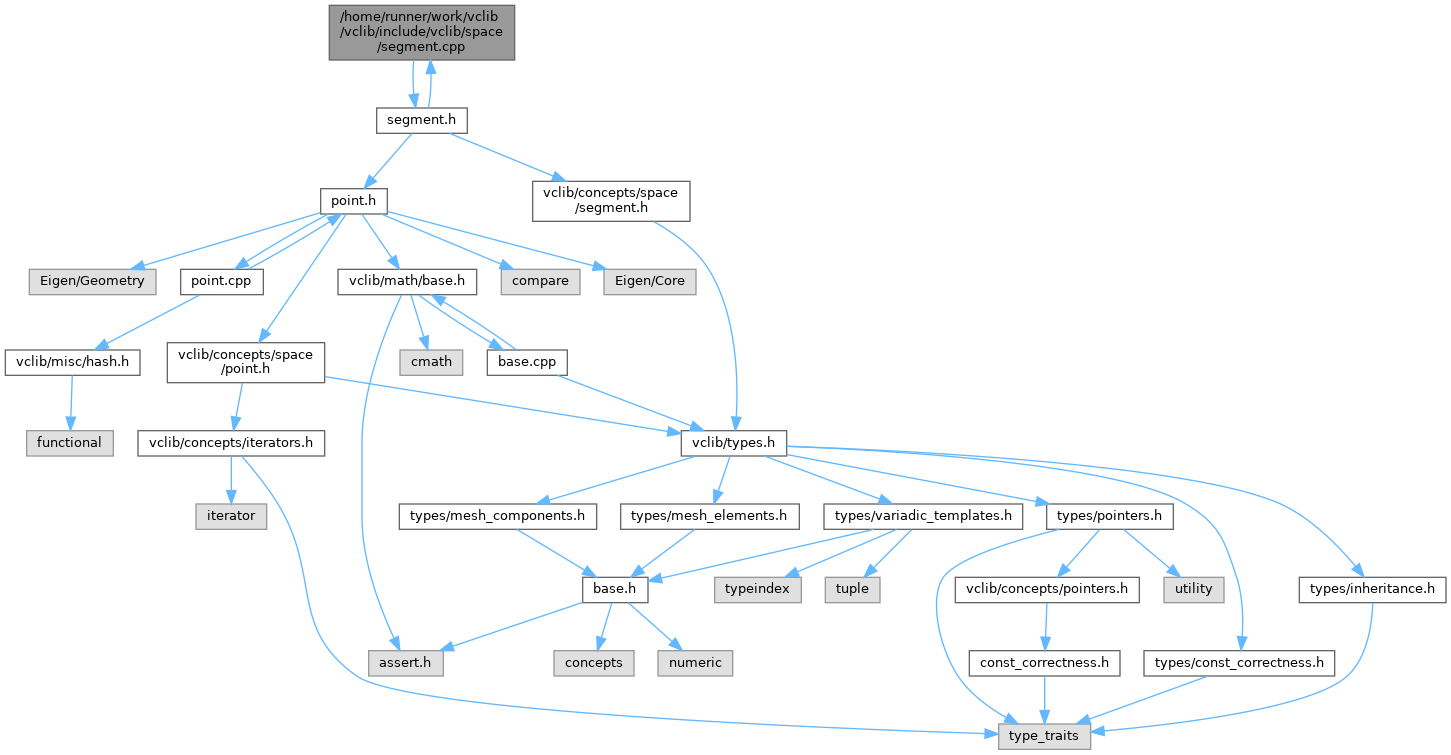 /home/runner/work/vclib
/vclib/include/vclib/space
/segment.cpp
segment.h
point.h
vclib/concepts/space
/segment.h
Eigen/Geometry
point.cpp
vclib/math/base.h
compare
Eigen/Core
vclib/misc/hash.h
vclib/concepts/space
/point.h
cmath
base.cpp
functional
vclib/concepts/iterators.h
vclib/types.h
iterator
types/mesh_components.h
types/mesh_elements.h
types/variadic_templates.h
types/pointers.h
base.h
typeindex
tuple
vclib/concepts/pointers.h
utility
types/inheritance.h
assert.h
concepts
numeric
const_correctness.h
types/const_correctness.h
type_traits